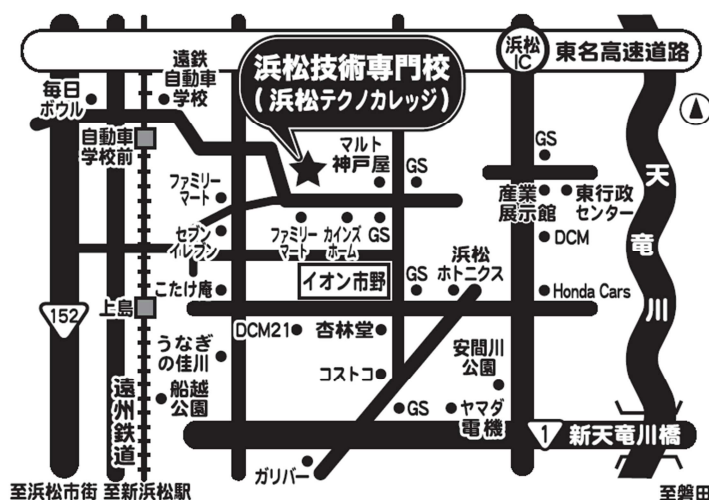 浜松
IC
東名高速道路
遠鉄
自動車
学校
浜松技術専門校
(浜松テクノカレッジ)
毎日
ボウル
自動車
学校前
マルト
神戸屋
GS
GS
ファミリー
マート
産業
展示館
東行政
センター
天竜川
セブン
イレブン
ファミリー
マート
カインズ
ホーム
GS
DCM
浜松
ホトニクス
イオン市野
こたけ庵
GS
Honda Cars
152
上島
DCM21
杏林堂
うなぎ
の佳川
安間川
公園
コストコ
船越
公園
遠州鉄道
GS
ヤマダ
電機
1
新天竜川橋
ガリバー
至浜松市街
至新浜松駅
至磐田